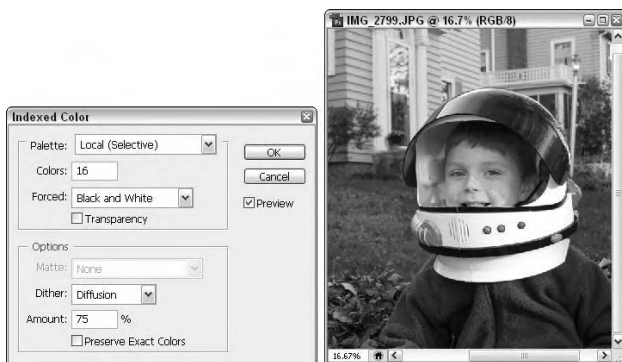 IMG_2799.JPG @ 16.7% (RGB/8)
Indexed Color
Palette: Local (Selective)
OK
Colors: 16
Cancel
Forced: Black and White
Preview
Transparency
Options
Matte: None
Dither: Diffusion
Amount: 75 %
Preserve Exact Colors
16.67%